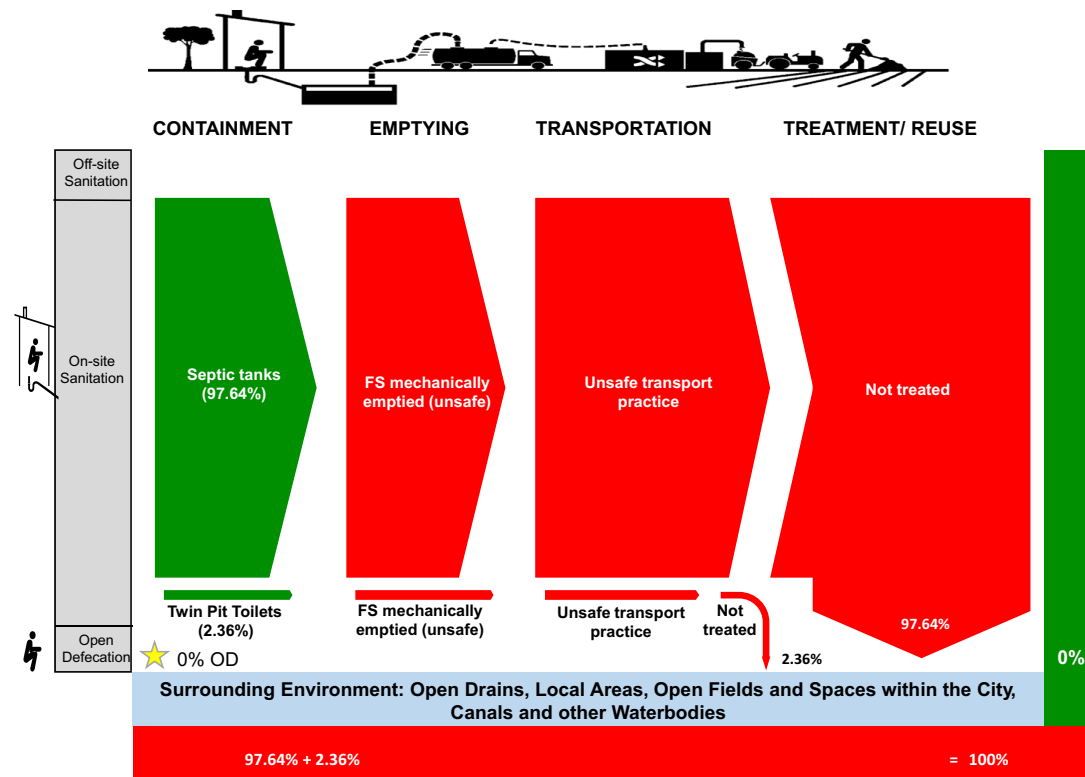 CONTAINMENT
EMPTYING
TRANSPORTATION
TREATMENT/ REUSE
Off-site
Sanitation
On-site
Sanitation
Septic tanks
(97.64%)
FS mechanically
emptied (unsafe)
Unsafe transport
practice
Not treated
Twin Pit Toilets
(2.36%)
FS mechanically
emptied (unsafe)
Unsafe transport
practice
Not
treated
97.64%
Open
Defecation
0% OD
2.36%
0%
Surrounding Environment: Open Drains, Local Areas, Open Fields and Spaces within the City,
Canals and other Waterbodies
97.64% + 2.36%
= 100%